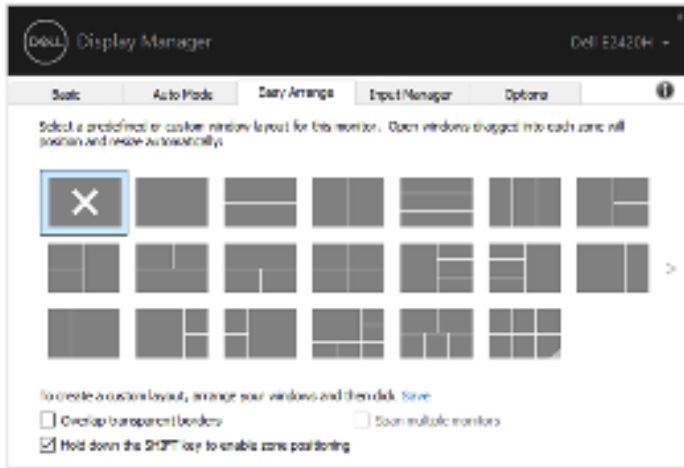 DELL Display Manager
Dell E2420H
Basic Auto Mode Easy Arrange Input Manager Options
Select a predefined or custom window layout for this monitor. Open windows dragged into each zone will
position and resize automatically.
To create a custom layout, arrange your windows and then click Save
Overlap transparent borders Span multiple monitors
Hold down the SHIFT key to enable zone positioning